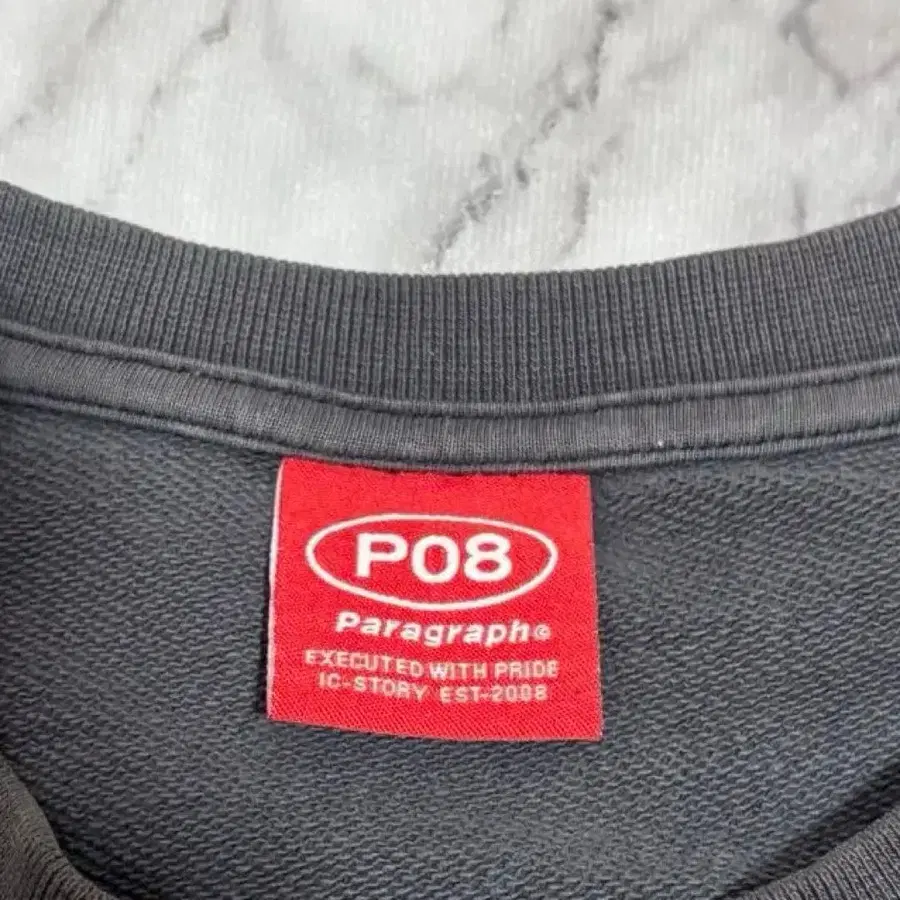 P08
Paragraph©
EXECUTED WITH PRIDE
IC-STORY EST-2008